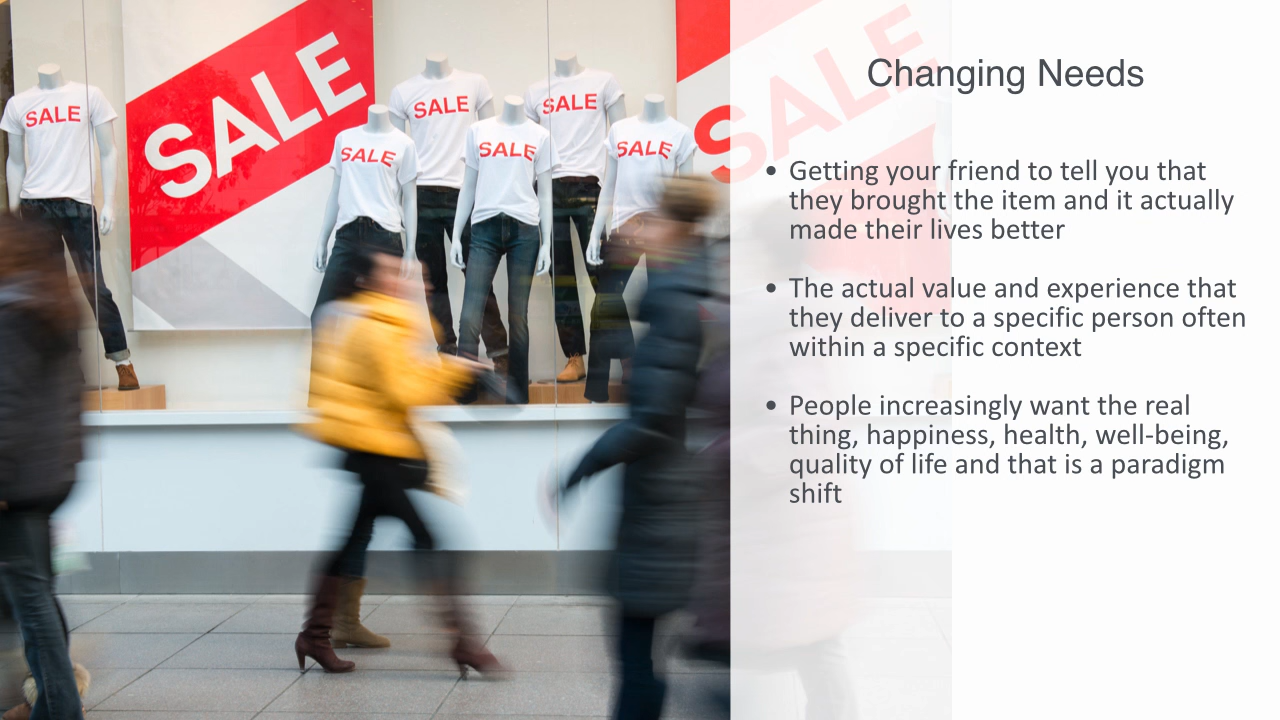 SALE
SALE
SALE
SALE
SALE
SALE
SALE
SALE
Changing Needs
• Getting your friend to tell you that
they brought the item and it actually
made their lives better
• The actual value and experience that
they deliver to a specific person often
within a specific context
• People increasingly want the real
thing, happiness, health, well-being,
quality of life and that is a paradigm
shift